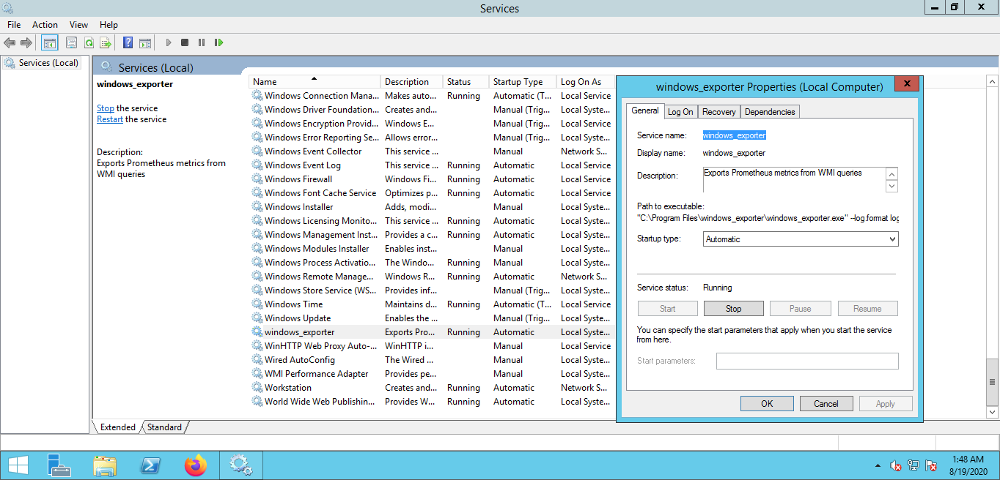 Services
File Action View Help
Services (Local)
Services (Local)
windows_exporter
Stop the service
Restart the service
Description:
Exports Prometheus metrics from
WMI queries
Name Description Status Startup Type Log On As
Windows Connection Mana... Makes auto... Running Automatic (T... Local Service
Windows Driver Foundation... Creates and... Manual (Trig... Local Syste...
Windows Encryption Provid... Windows E... Manual (Trig... Local Service
Windows Error Reporting Se... Allows error... Manual (Trig... Local Syste...
Windows Event Collector This service ... Manual Network S...
Windows Event Log This service ... Running Automatic Local Service
Windows Firewall Windows Fi... Running Automatic Local Service
Windows Font Cache Service Optimizes p... Running Automatic Local Service
Windows Installer Adds, modi... Manual Local Syste...
Windows Licensing Monito... This service ... Running Automatic Local Syste...
Windows Management Inst... Provides a c... Running Automatic Local Syste...
Windows Modules Installer Enables inst... Manual Local Syste...
Windows Process Activatio... The Windo... Running Manual Local Syste...
Windows Remote Manage... Windows R... Running Automatic Network S...
Windows Store Service (WS... Provides inf... Manual (Trig... Local Syste...
Windows Time Maintains d... Running Automatic (T... Local Service
Windows Update Enables the ... Manual (Trig... Local Syste...
windows_exporter Exports Pro... Running Automatic Local Syste...
WinHTTP Web Proxy Auto-... WinHTTP i... Manual Local Service
Wired AutoConfig The Wired ... Manual Local Syste...
WMI Performance Adapter Provides pe... Manual Local Syste...
Workstation Creates and... Running Automatic Network S...
World Wide Web Publishin... Provides W... Running Automatic Local Syste...
Extended Standard
windows_exporter Properties (Local Computer)
General Log On Recovery Dependencies
Service name: windows_exporter
Display name: windows_exporter
Description: Exports Prometheus metrics from WMI queries
Path to executable:
"C:\Program Files\windows_exporter\windows_exporter.exe" --log.format log
Startup type: Automatic
Service status: Running
Start Stop Pause Resume
You can specify the start parameters that apply when you start the service
from here.
Start parameters:
OK Cancel Apply
1:48 AM
8/19/2020